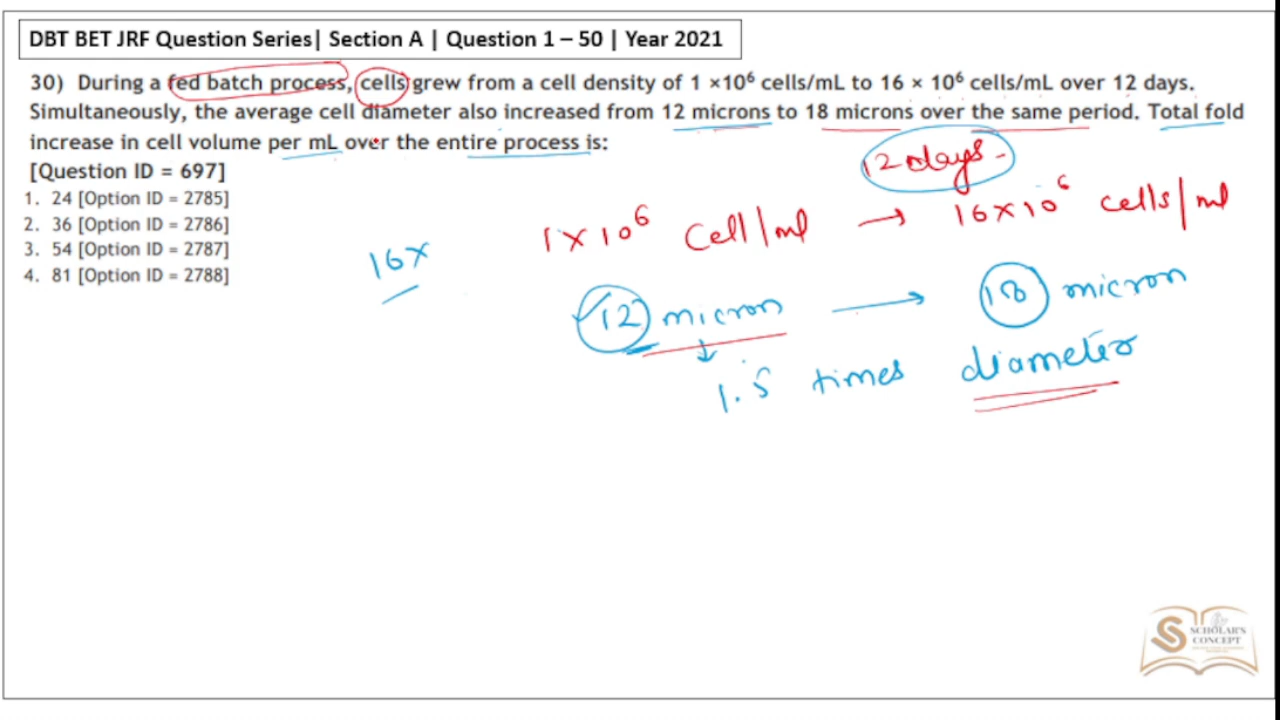 DBT BET JRF Question Series| Section A | Question 1 – 50 | Year 2021
30) During a fed batch process, cells grew from a cell density of 1 ×10⁶ cells/mL to 16 × 10⁶ cells/mL over 12 days.
Simultaneously, the average cell diameter also increased from 12 microns to 18 microns over the same period. Total fold
increase in cell volume per mL over the entire process is:
[Question ID = 697]
1. 24 [Option ID = 2785]
2. 36 [Option ID = 2786]
3. 54 [Option ID = 2787]
4. 81 [Option ID = 2788]
12 days.
1×10⁶ cell/ml → 16×10⁶ cells/ml
16×
12 micron → 18 micron
1.5 times diameter
SCHOLAR'S
CONCEPT